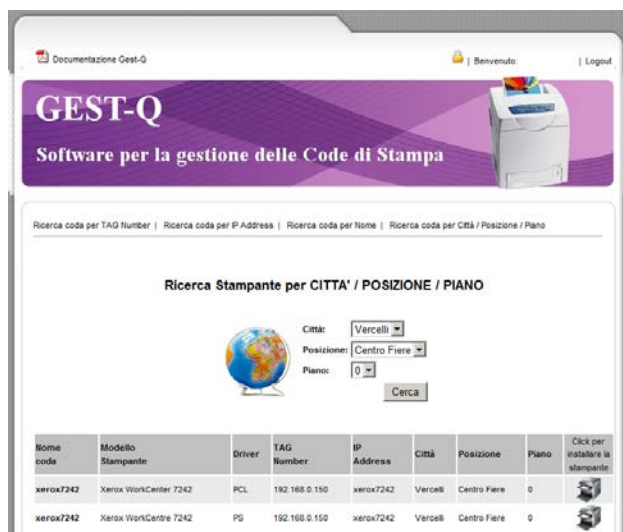 Documentazione Gest-Q | Benvenuto: | Logout
GEST-Q
Software per la gestione delle Code di Stampa
Ricerca coda per TAG Number | Ricerca coda per IP Address | Ricerca coda per Nome | Ricerca coda per Città / Posizione / Piano
Ricerca Stampante per CITTA' / POSIZIONE / PIANO
Città: Vercelli
Posizione: Centro Fiere
Piano: 0
Cerca
Nome coda Modello Stampante Driver TAG Number IP Address Città Posizione Piano Click per installare la stampante
xerox7242 Xerox WorkCenter 7242 PCL 192.168.0.150 xerox7242 Vercelli Centro Fiere 0
xerox7242 Xerox WorkCentre 7242 PS 192.168.0.150 xerox7242 Vercelli Centro Fiere 0